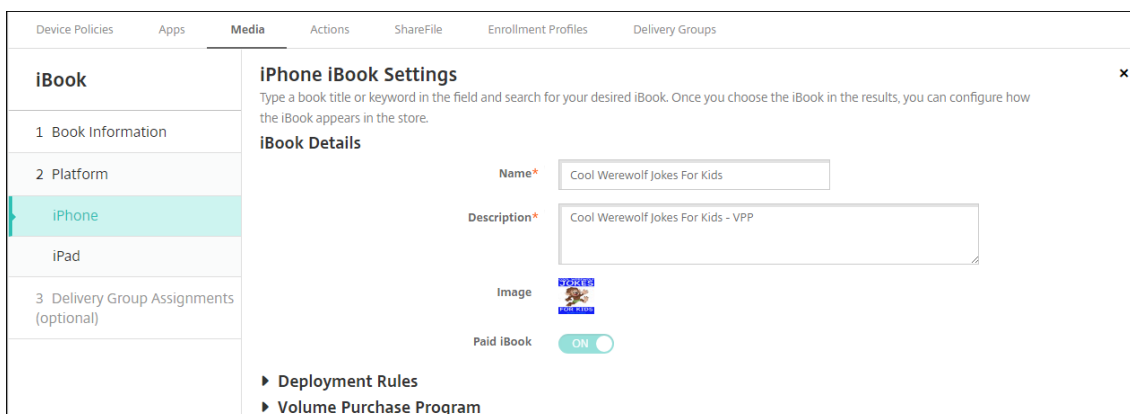 Device Policies Apps Media Actions ShareFile Enrollment Profiles Delivery Groups
iBook
1 Book Information
2 Platform
iPhone
iPad
3 Delivery Group Assignments
(optional)
iPhone iBook Settings
×
Type a book title or keyword in the field and search for your desired iBook. Once you choose the iBook in the results, you can configure how
the iBook appears in the store.
iBook Details
Name* Cool Werewolf Jokes For Kids
Description* Cool Werewolf Jokes For Kids - VPP
Image
JOKES
FOR KIDS
Paid iBook ON
Deployment Rules
Volume Purchase Program